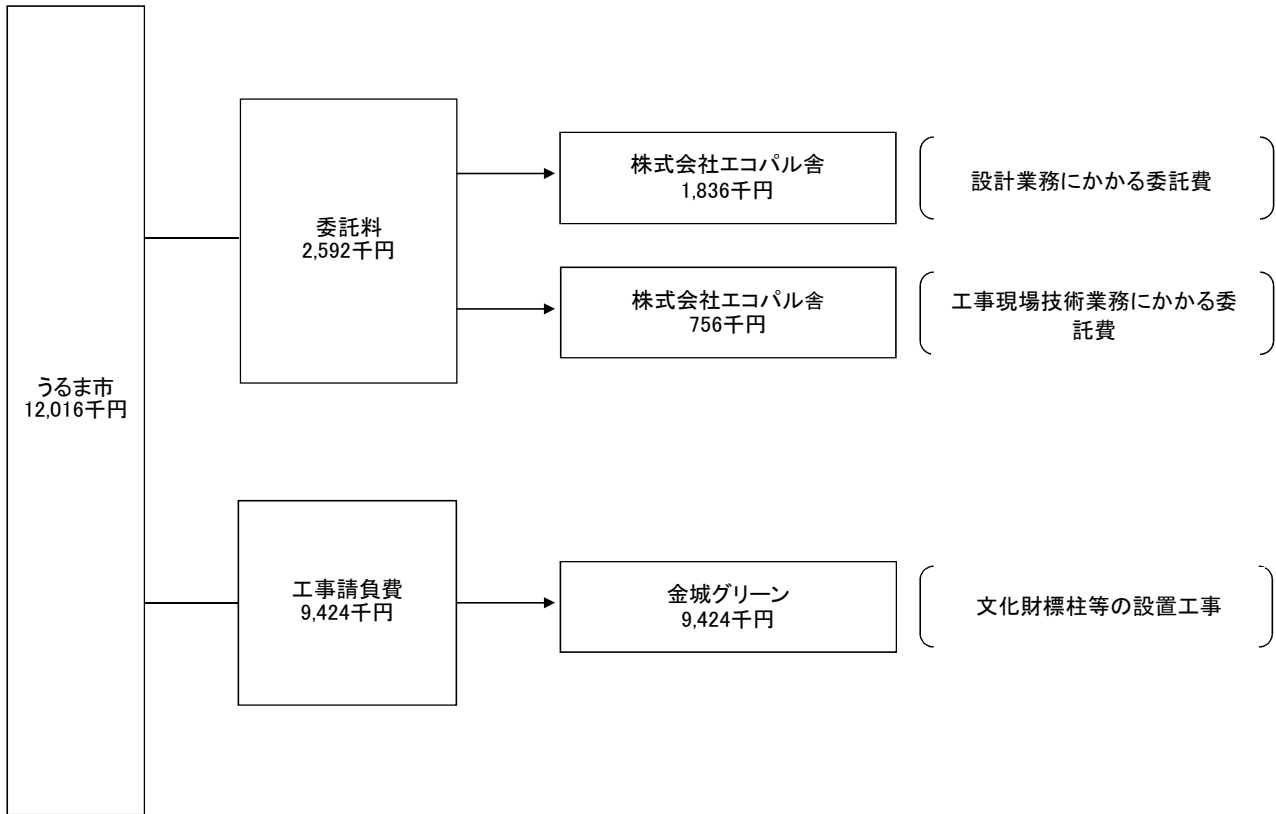 うるま市
12,016千円
委託料
2,592千円
株式会社エコパル舎
1,836千円
設計業務にかかる委託費
株式会社エコパル舎
756千円
工事現場技術業務にかかる委
託費
工事請負費
9,424千円
金城グリーン
9,424千円
文化財標柱等の設置工事